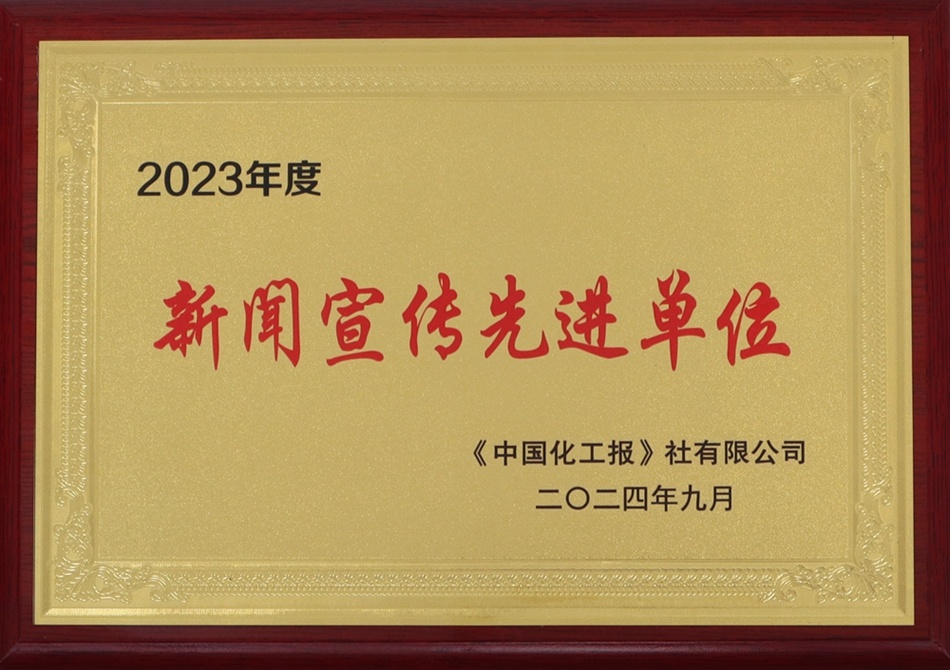 2023年度
新闻宣传先进单位
《中国化工报》社有限公司
二〇二四年九月